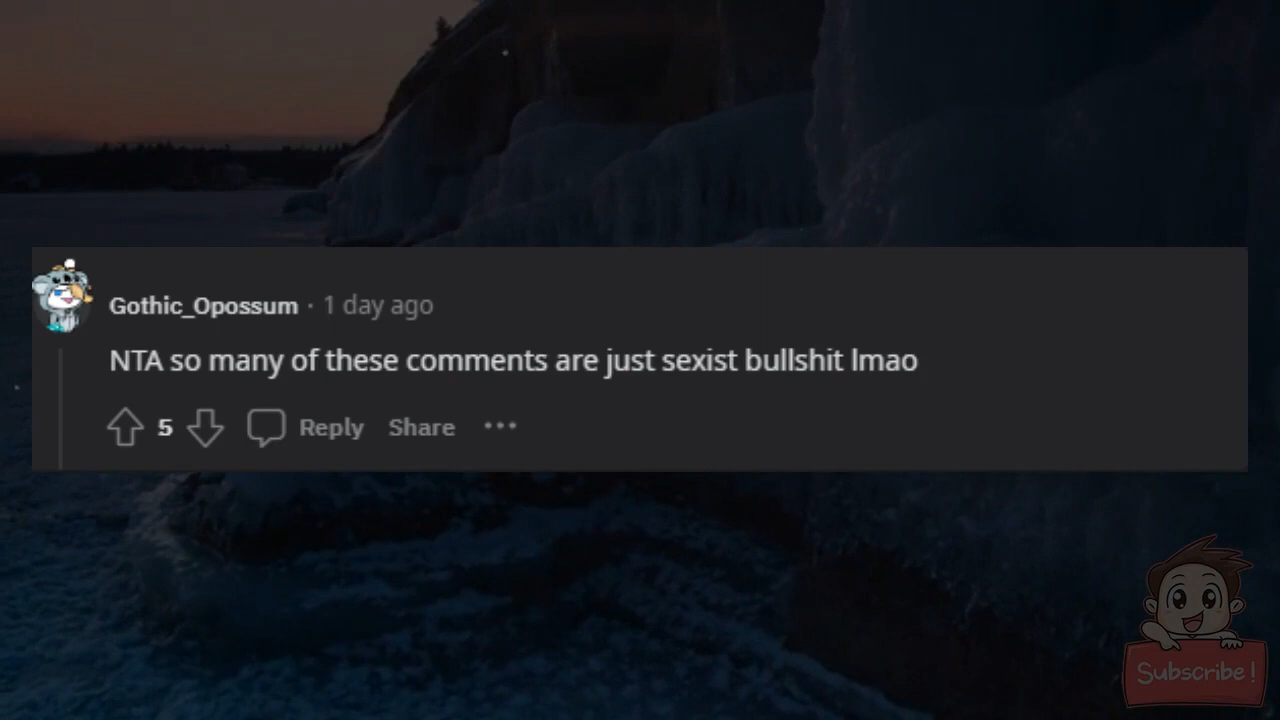 Gothic_Opossum · 1 day ago
NTA so many of these comments are just sexist bullshit lmao
5 Reply Share ...
Subscribe!